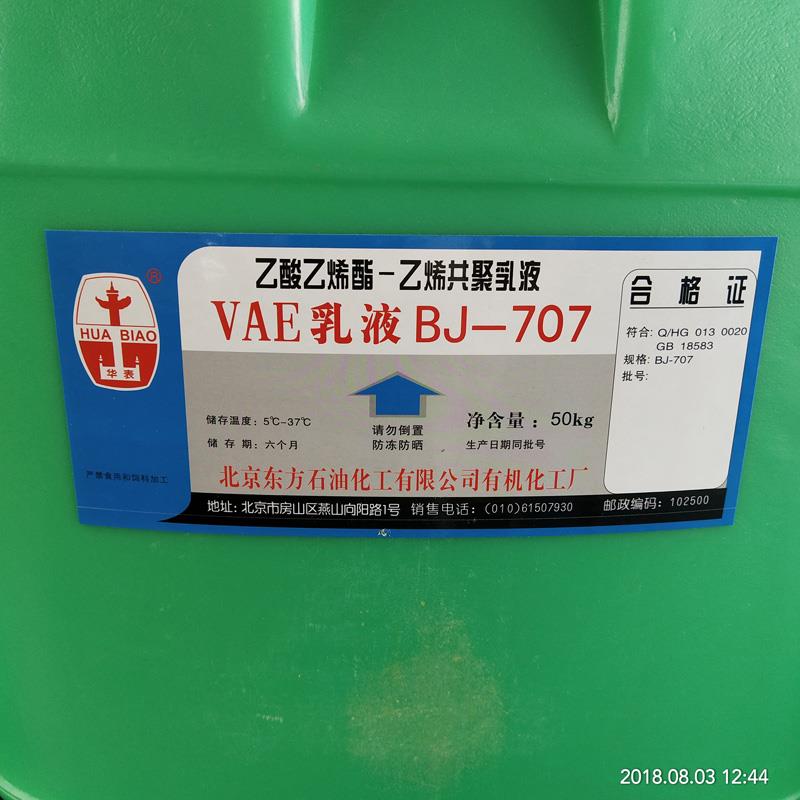 乙酸乙烯酯-乙烯共聚乳液
VAE乳液 BJ-707
®
HUA BIAO
华表
严禁食用和饲料加工
储存温度: 5℃-37℃
储 存 期: 六个月
请勿倒置
防冻防晒
净含量: 50kg
生产日期同批号
北京东方石油化工有限公司有机化工厂
地址: 北京市房山区燕山向阳路1号 销售电话: (010)61507930 邮政编码: 102500
合格证
符合: Q/HG 013 0020
GB 18583
规格: BJ-707
批号:
2018.08.03 12:44